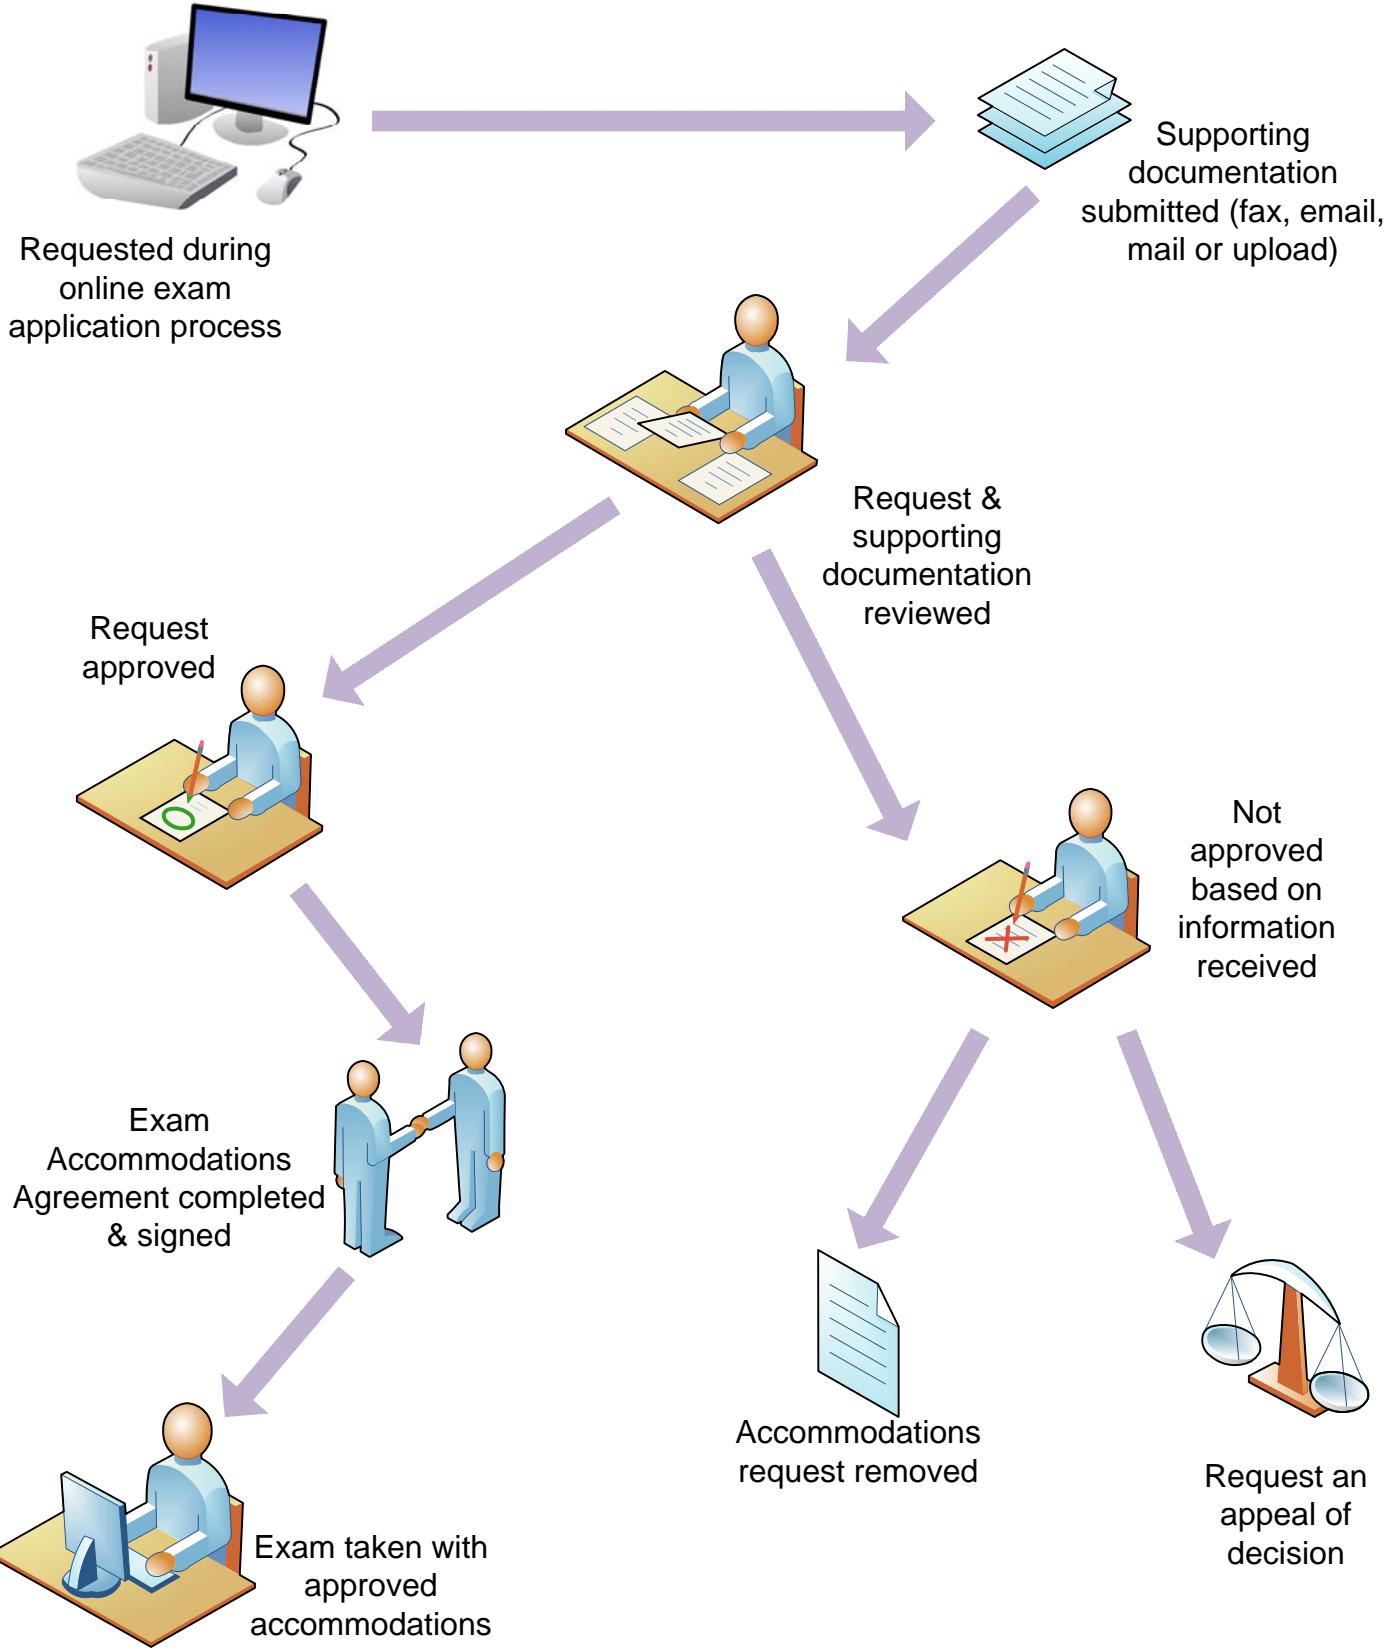 Requested during
online exam
application process
Supporting
documentation
submitted (fax, email,
mail or upload)
Request &
supporting
documentation
reviewed
Request
approved
Not
approved
based on
information
received
Exam
Accommodations
Agreement completed
& signed
Accommodations
request removed
Request an
appeal of
decision
Exam taken with
approved
accommodations